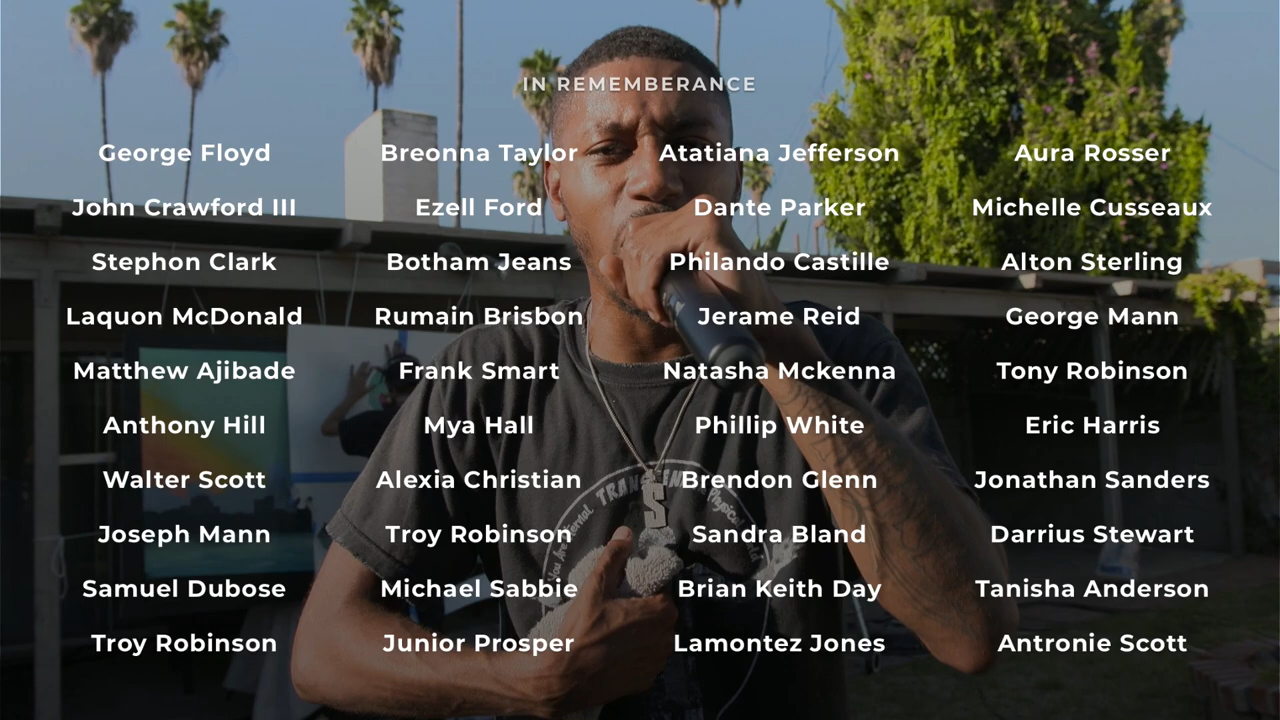 IN REMEMBERANCE
George Floyd Breonna Taylor Atatiana Jefferson Aura Rosser
John Crawford III Ezell Ford Dante Parker Michelle Cusseaux
Stephon Clark Botham Jeans Philando Castille Alton Sterling
Laquon McDonald Rumain Brisbon Jerame Reid George Mann
Matthew Ajibade Frank Smart Natasha Mckenna Tony Robinson
Anthony Hill Mya Hall Phillip White Eric Harris
Walter Scott Alexia Christian Brendon Glenn Jonathan Sanders
Joseph Mann Troy Robinson Sandra Bland Darrius Stewart
Samuel Dubose Michael Sabbie Brian Keith Day Tanisha Anderson
Troy Robinson Junior Prosper Lamontez Jones Antronie Scott
You Are Eternal
S